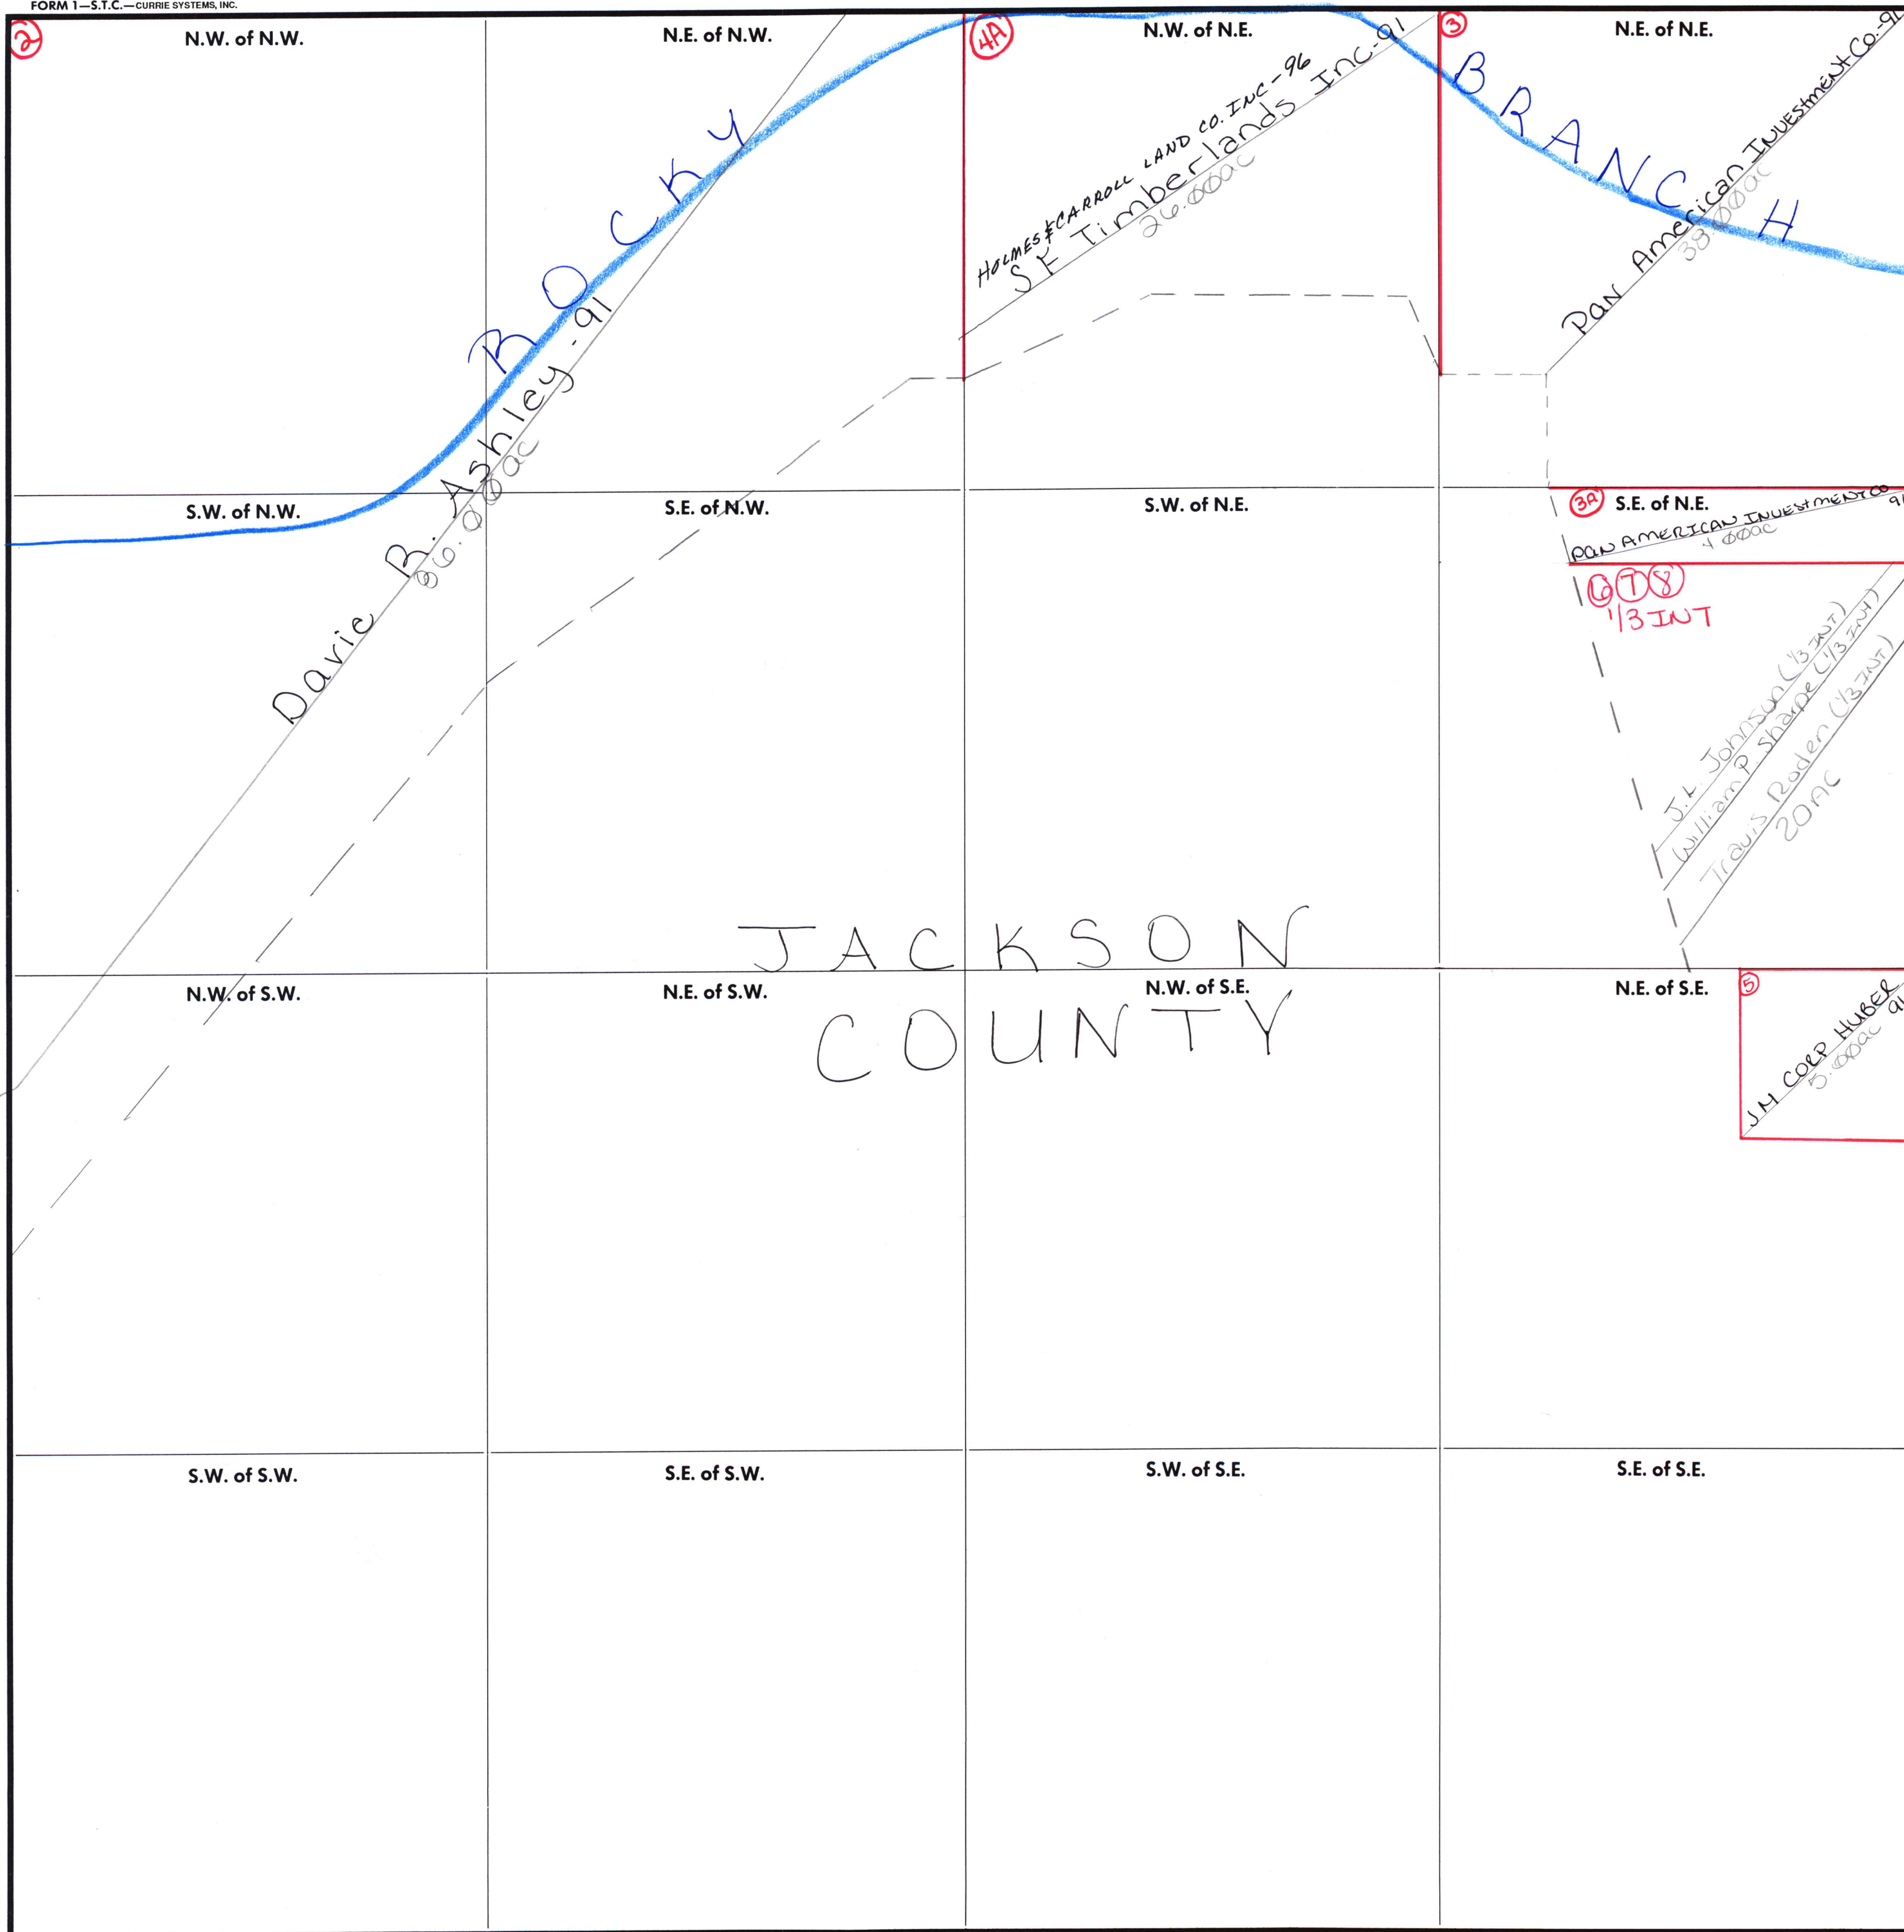 FORM 1—S.T.C.—CURRIE SYSTEMS, INC.
2
N.W. of N.W.
N.E. of N.W.
4A
N.W. of N.E.
3
N.E. of N.E.
ROCKY
BRANCH
HOLMES & CARROLL LAND CO. INC-96
SF Timberlands Inc-91
26.00ac
Pan American Investment Co.-91
38.00ac
Ashley -91
S.W. of N.W.
S.E. of N.W.
S.W. of N.E.
3A
S.E. of N.E.
PAN AMERICAN INVESTMENT CO
91
4 00ac
6 7 8
1/3 INT
J.L. Johnson (1/3 INT)
William P. Sharpe (1/3 INT)
Travis Roden (1/3 INT)
20AC
JACKSON
N.W. of S.W.
N.E. of S.W.
N.W. of S.E.
N.E. of S.E.
5
COUNTY
JM CORP HUBER
91
5.00ac
S.W. of S.W.
S.E. of S.W.
S.W. of S.E.
S.E. of S.E.